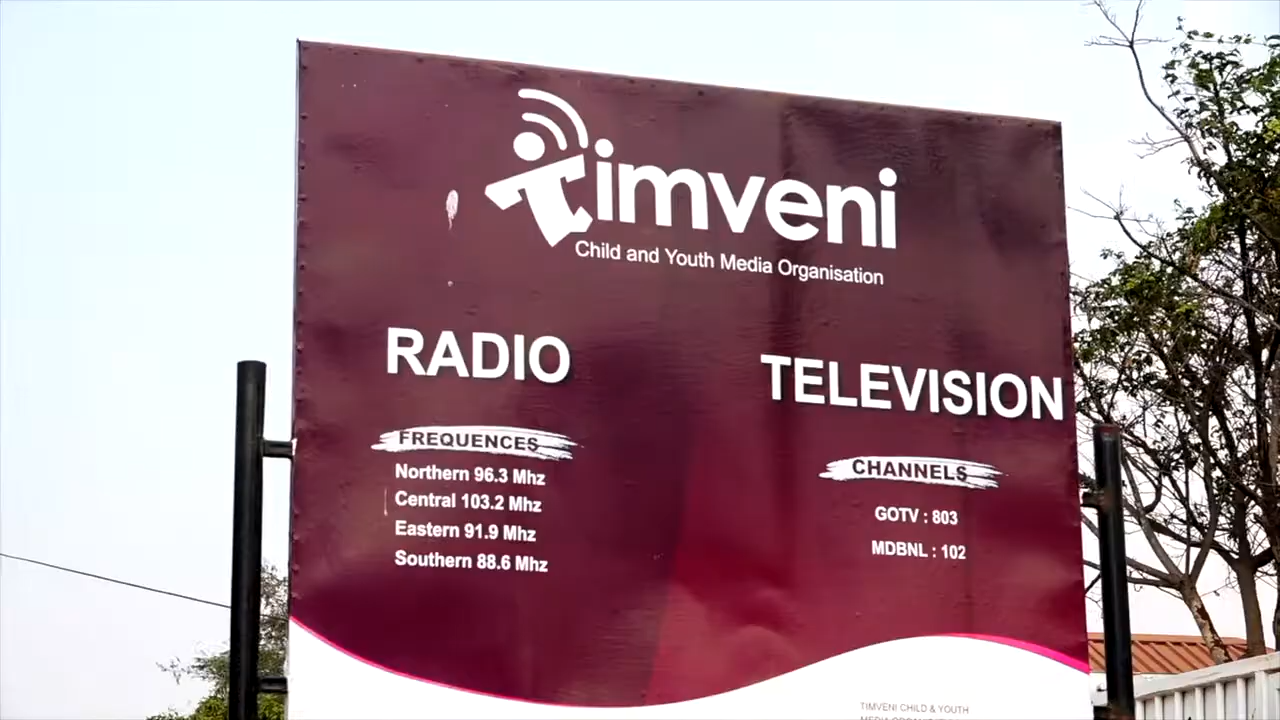 Timveni
Child and Youth Media Organisation
RADIO
FREQUENCES
Northern 96.3 Mhz
Central 103.2 Mhz
Eastern 91.9 Mhz
Southern 88.6 Mhz
TELEVISION
CHANNELS
GOTV : 803
MDBNL : 102
TIMVENI CHILD & YOUTH